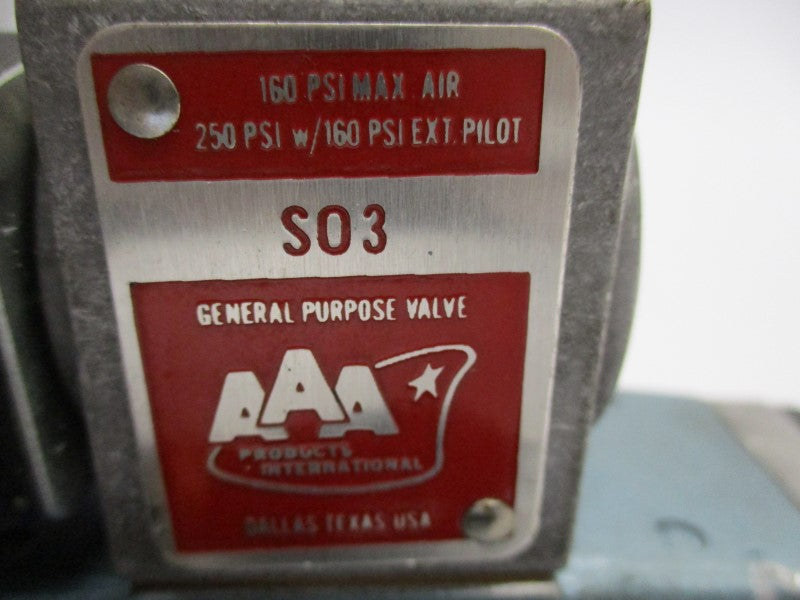 160 PSI MAX AIR
250 PSI w/160 PSI EXT. PILOT
SO3
GENERAL PURPOSE VALVE
AAA
PRODUCTS
INTERNATIONAL
DALLAS TEXAS USA